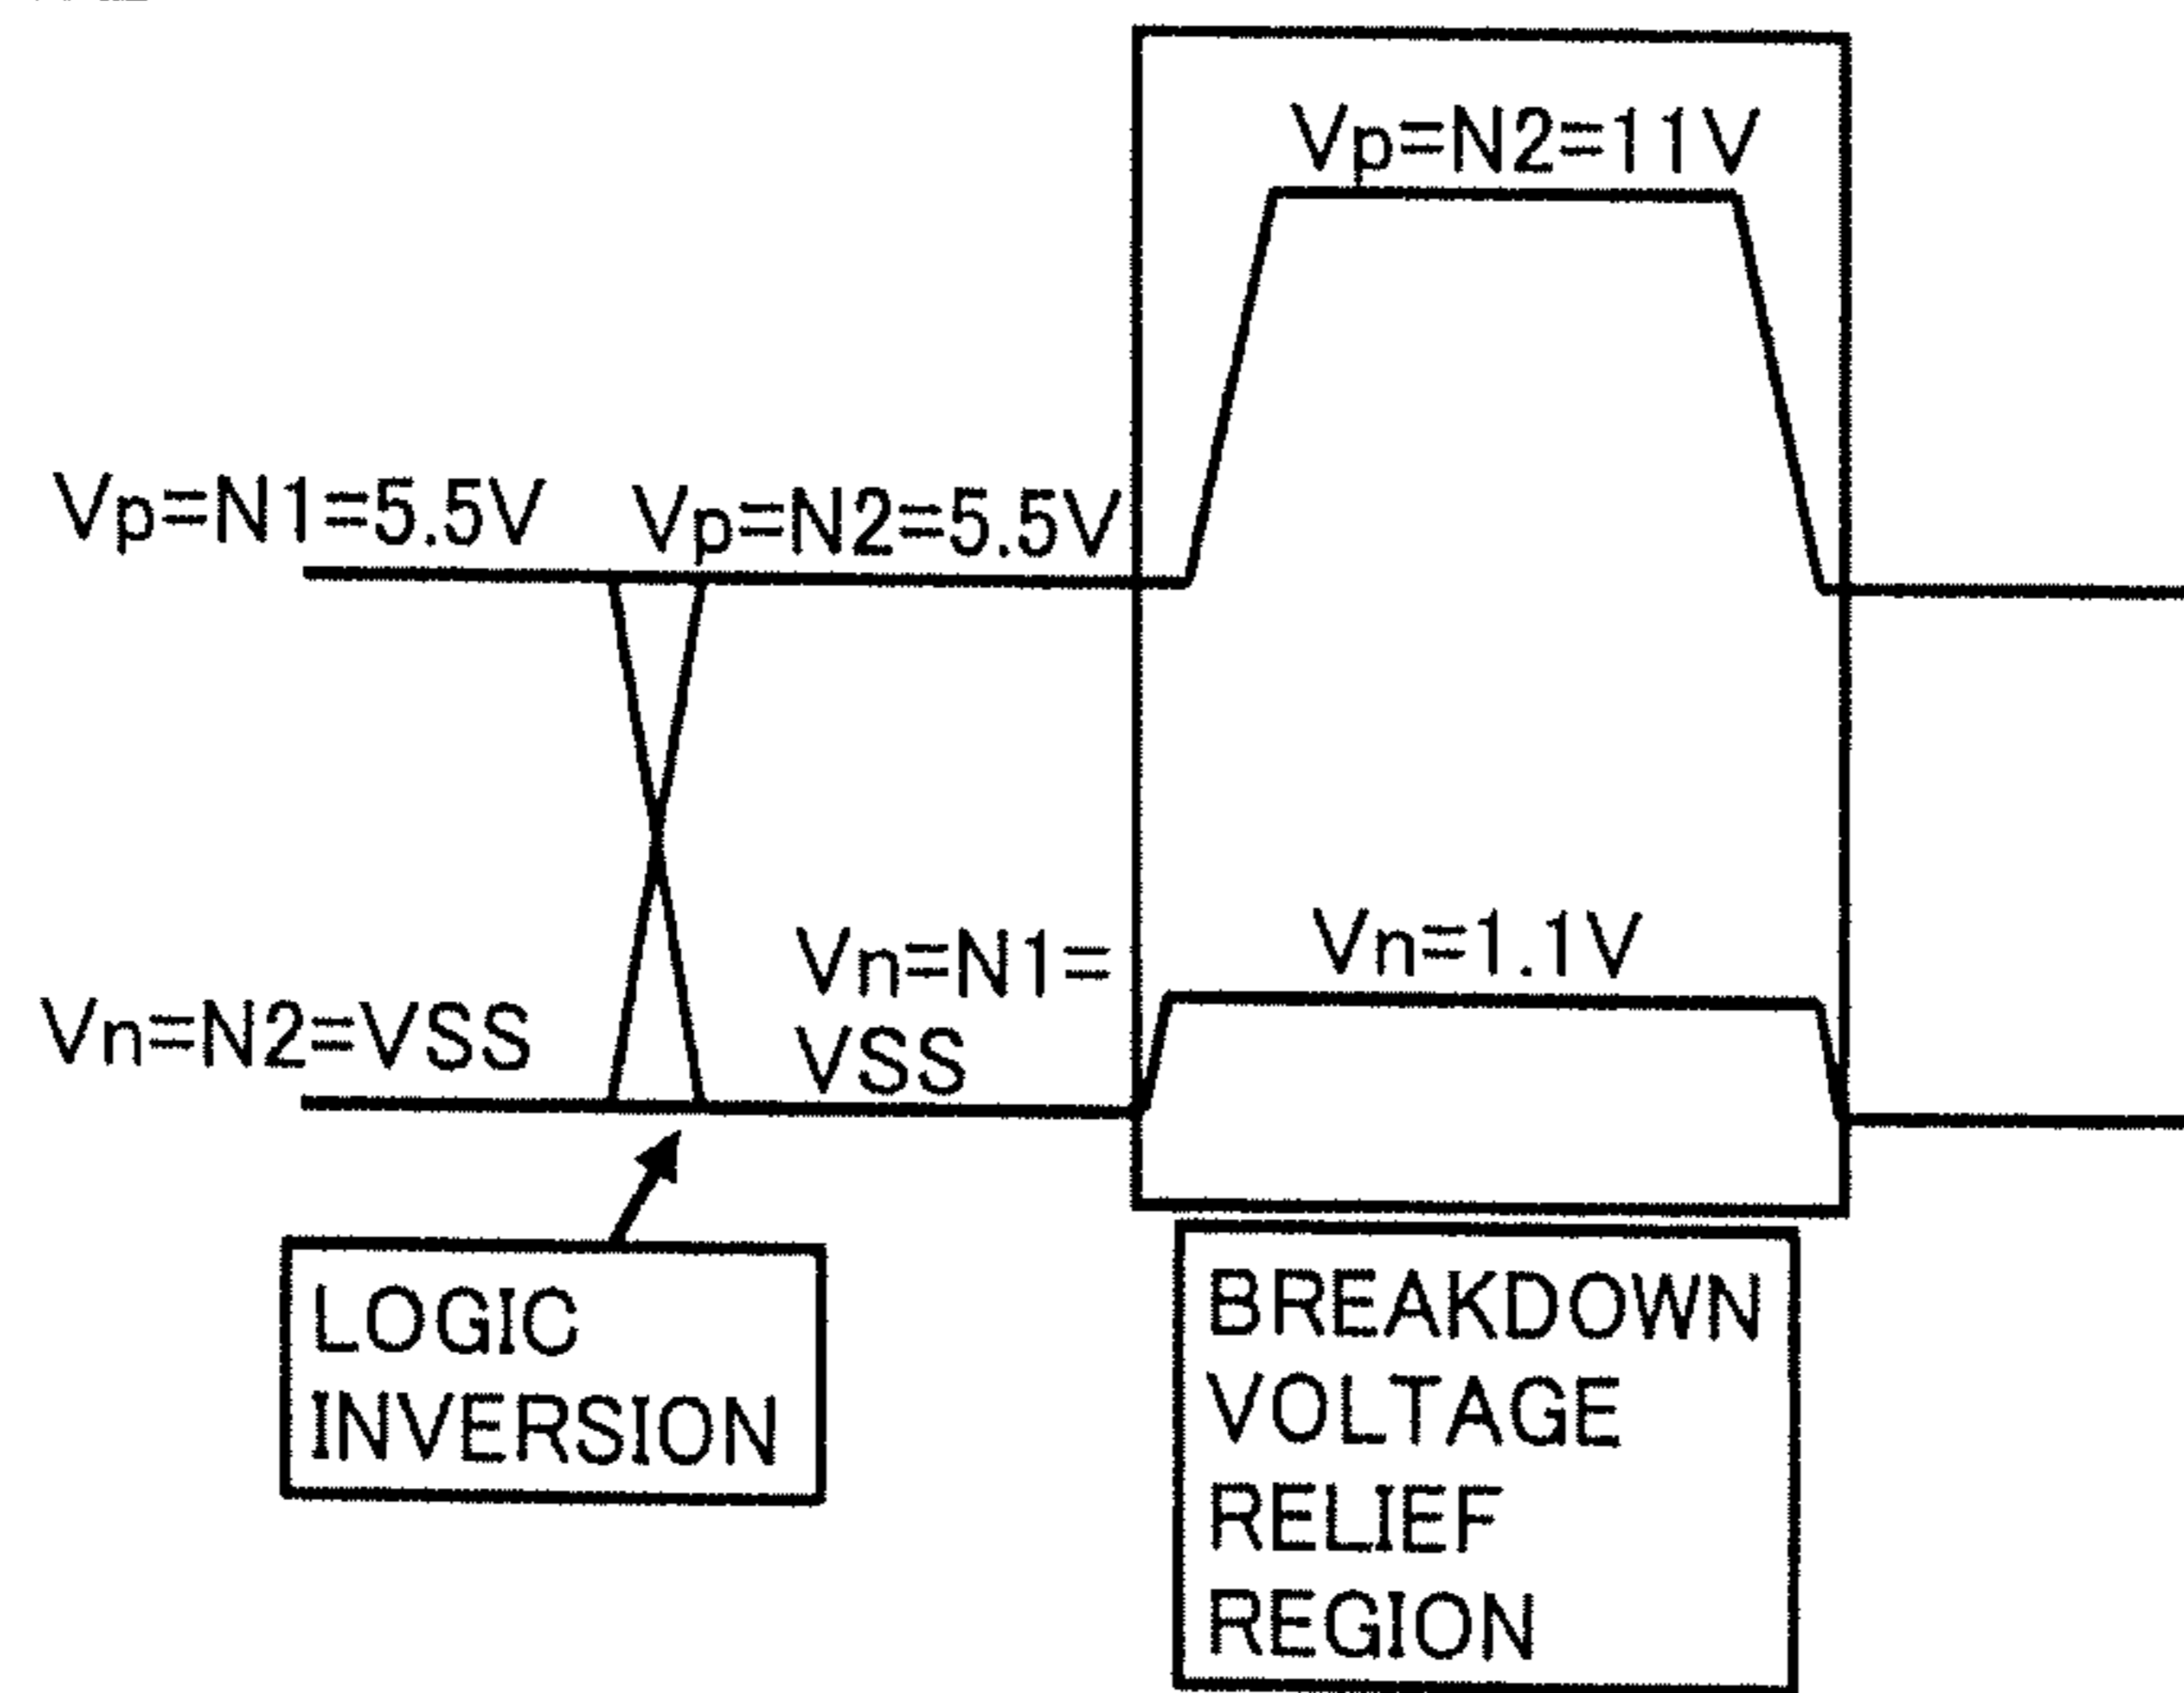 Vp=N2=11V
Vp=N1=5.5V
Vp=N2=5.5V
Vn=N1=
VSS
Vn=1.1V
Vn=N2=VSS
LOGIC
INVERSION
BREAKDOWN
VOLTAGE
RELIEF
REGION